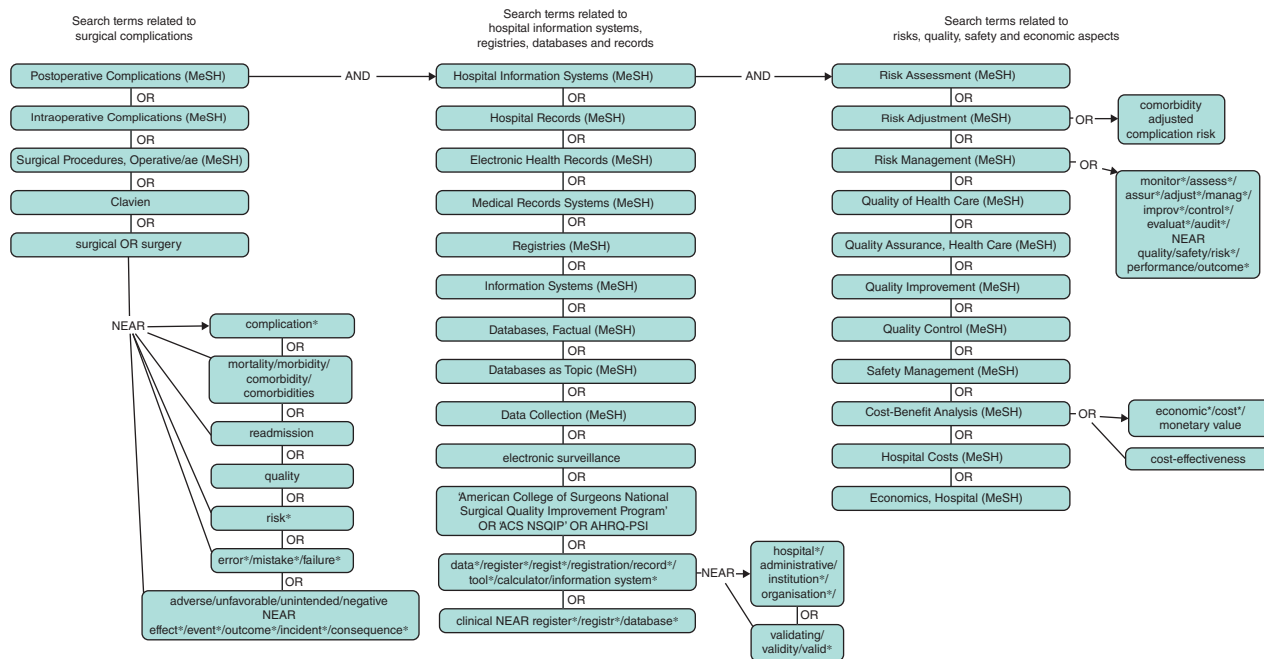 Search terms related to
surgical complications
Postoperative Complications (MeSH)
OR
Intraoperative Complications (MeSH)
OR
Surgical Procedures, Operative/ae (MeSH)
OR
Clavien
OR
surgical OR surgery
NEAR
complication*
OR
mortality/morbidity/
comorbidity/
comorbidities
OR
readmission
OR
quality
OR
risk*
OR
error*/mistake*/failure*
OR
adverse/unfavorable/unintended/negative
NEAR
effect*/event*/outcome*/incident*/consequence*
AND
Search terms related to
hospital information systems,
registries, databases and records
Hospital Information Systems (MeSH)
OR
Hospital Records (MeSH)
OR
Electronic Health Records (MeSH)
OR
Medical Records Systems (MeSH)
OR
Registries (MeSH)
OR
Information Systems (MeSH)
OR
Databases, Factual (MeSH)
OR
Databases as Topic (MeSH)
OR
Data Collection (MeSH)
OR
electronic surveillance
OR
'American College of Surgeons National
Surgical Quality Improvement Program'
OR 'ACS NSQIP' OR AHRQ-PSI
OR
data*/register*/regist*/registration/record*/
tool*/calculator/information system*
OR
clinical NEAR register*/registr*/database*
NEAR
hospital*/
administrative/
institution*/
organisation*/
OR
validating/
validity/valid*
AND
Search terms related to
risks, quality, safety and economic aspects
Risk Assessment (MeSH)
OR
Risk Adjustment (MeSH)
OR
comorbidity
adjusted
complication risk
OR
Risk Management (MeSH)
OR
monitor*/assess*/
assur*/adjust*/manag*/
improv*/control*/
evaluat*/audit*/
NEAR
quality/safety/risk*/
performance/outcome*
OR
Quality of Health Care (MeSH)
OR
Quality Assurance, Health Care (MeSH)
OR
Quality Improvement (MeSH)
OR
Quality Control (MeSH)
OR
Safety Management (MeSH)
OR
Cost-Benefit Analysis (MeSH)
OR
economic*/cost*/
monetary value
cost-effectiveness
OR
Hospital Costs (MeSH)
OR
Economics, Hospital (MeSH)